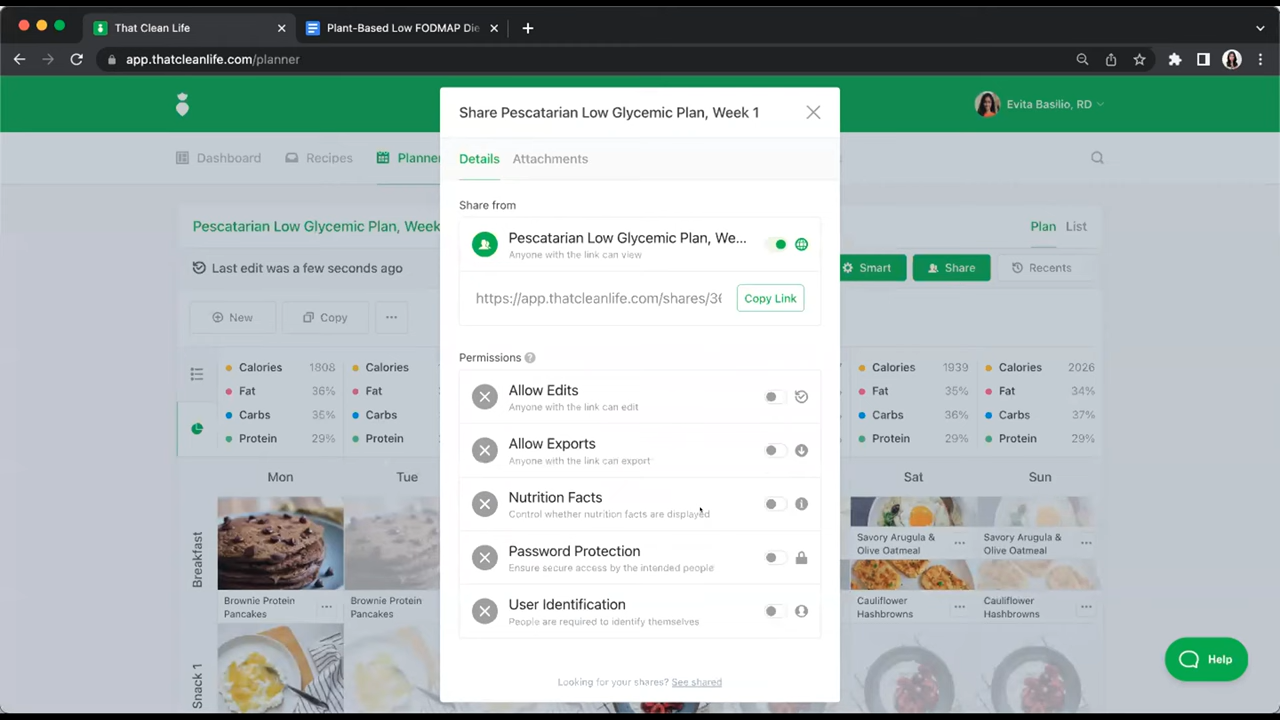 That Clean Life
Plant-Based Low FODMAP Die
app.thatcleanlife.com/planner
Evita Basilio, RD
Dashboard
Recipes
Planner
Share Pescatarian Low Glycemic Plan, Week 1
Details
Attachments
Share from
Pescatarian Low Glycemic Plan, We...
Anyone with the link can view
https://app.thatcleanlife.com/shares/36
Copy Link
Permissions ?
Allow Edits
Anyone with the link can edit
Allow Exports
Anyone with the link can export
Nutrition Facts
Control whether nutrition facts are displayed
Password Protection
Ensure secure access by the intended people
User Identification
People are required to identify themselves
Looking for your shares? See shared
Pescatarian Low Glycemic Plan, Week
Plan
List
Last edit was a few seconds ago
Smart
Share
Recents
New
Copy
...
Calories 1808
Fat 36%
Carbs 35%
Protein 29%
Calories
Fat
Carbs
Protein
Calories 1939
Fat 35%
Carbs 36%
Protein 29%
Calories 2026
Fat 34%
Carbs 37%
Protein 29%
Mon
Tue
Sat
Sun
Breakfast
Brownie Protein
Pancakes
...
Brownie Protein
Pancakes
Savory Arugula &
Olive Oatmeal
...
Savory Arugula &
Olive Oatmeal
...
Cauliflower
Hashbrowns
...
Cauliflower
Hashbrowns
...
Snack 1
Help